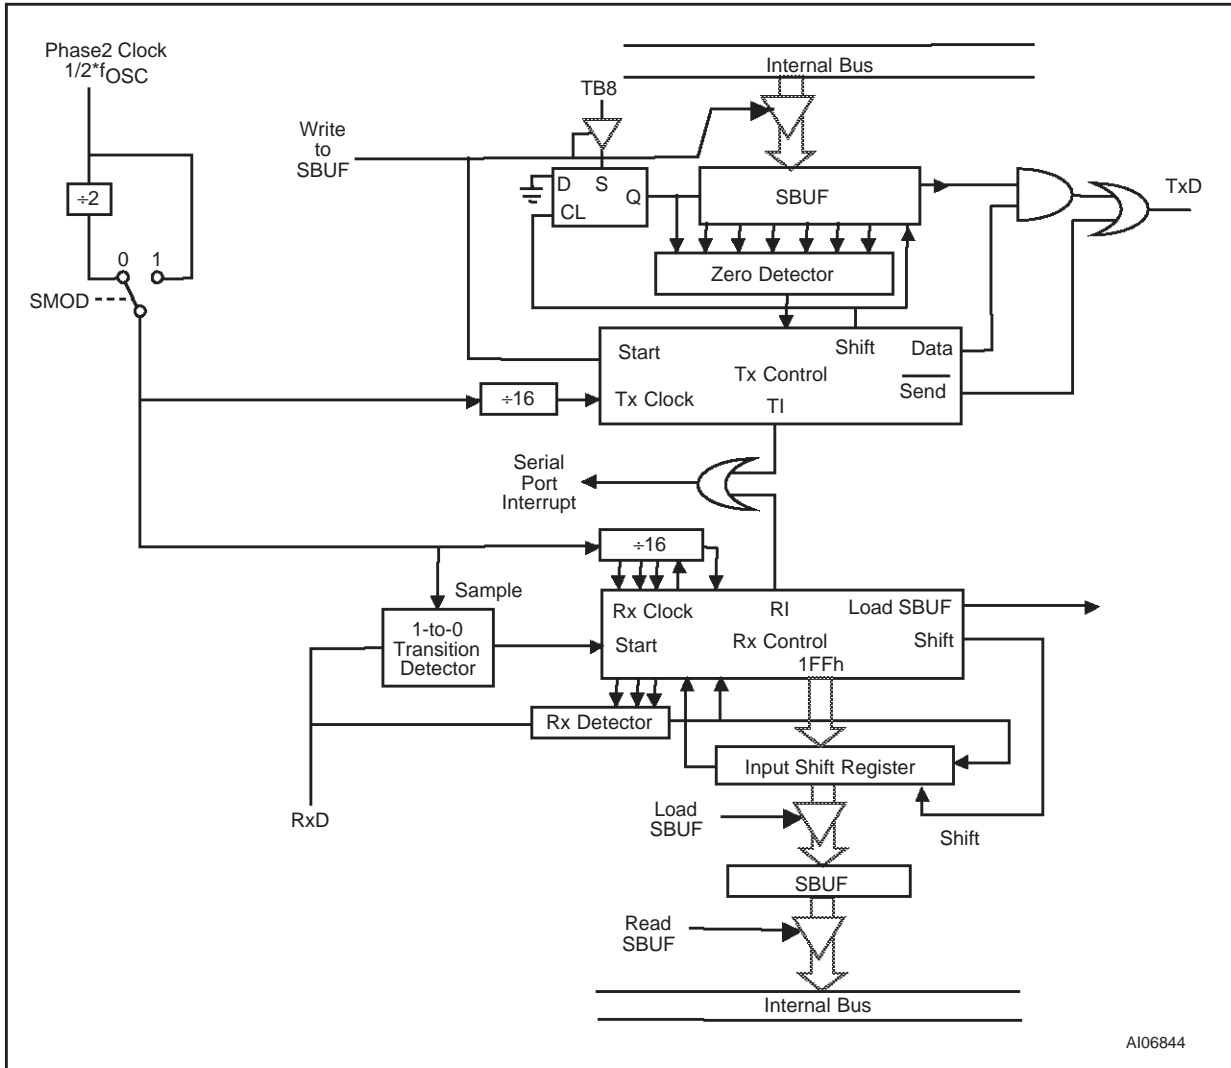 Phase2 Clock
1/2*fOSC
Internal Bus
TB8
Write
to
SBUF
D S
Q
CL
SBUF
TxD
÷2
Zero Detector
0 1
SMOD
Start
Shift
Data
Tx Control
Send
Tx Clock
TI
÷16
Serial
Port
Interrupt
÷16
Sample
Rx Clock
RI
Load SBUF
1-to-0
Transition
Detector
Start
Rx Control
Shift
1FFh
Rx Detector
Input Shift Register
RxD
Load
SBUF
Shift
SBUF
Read
SBUF
Internal Bus
AI06844